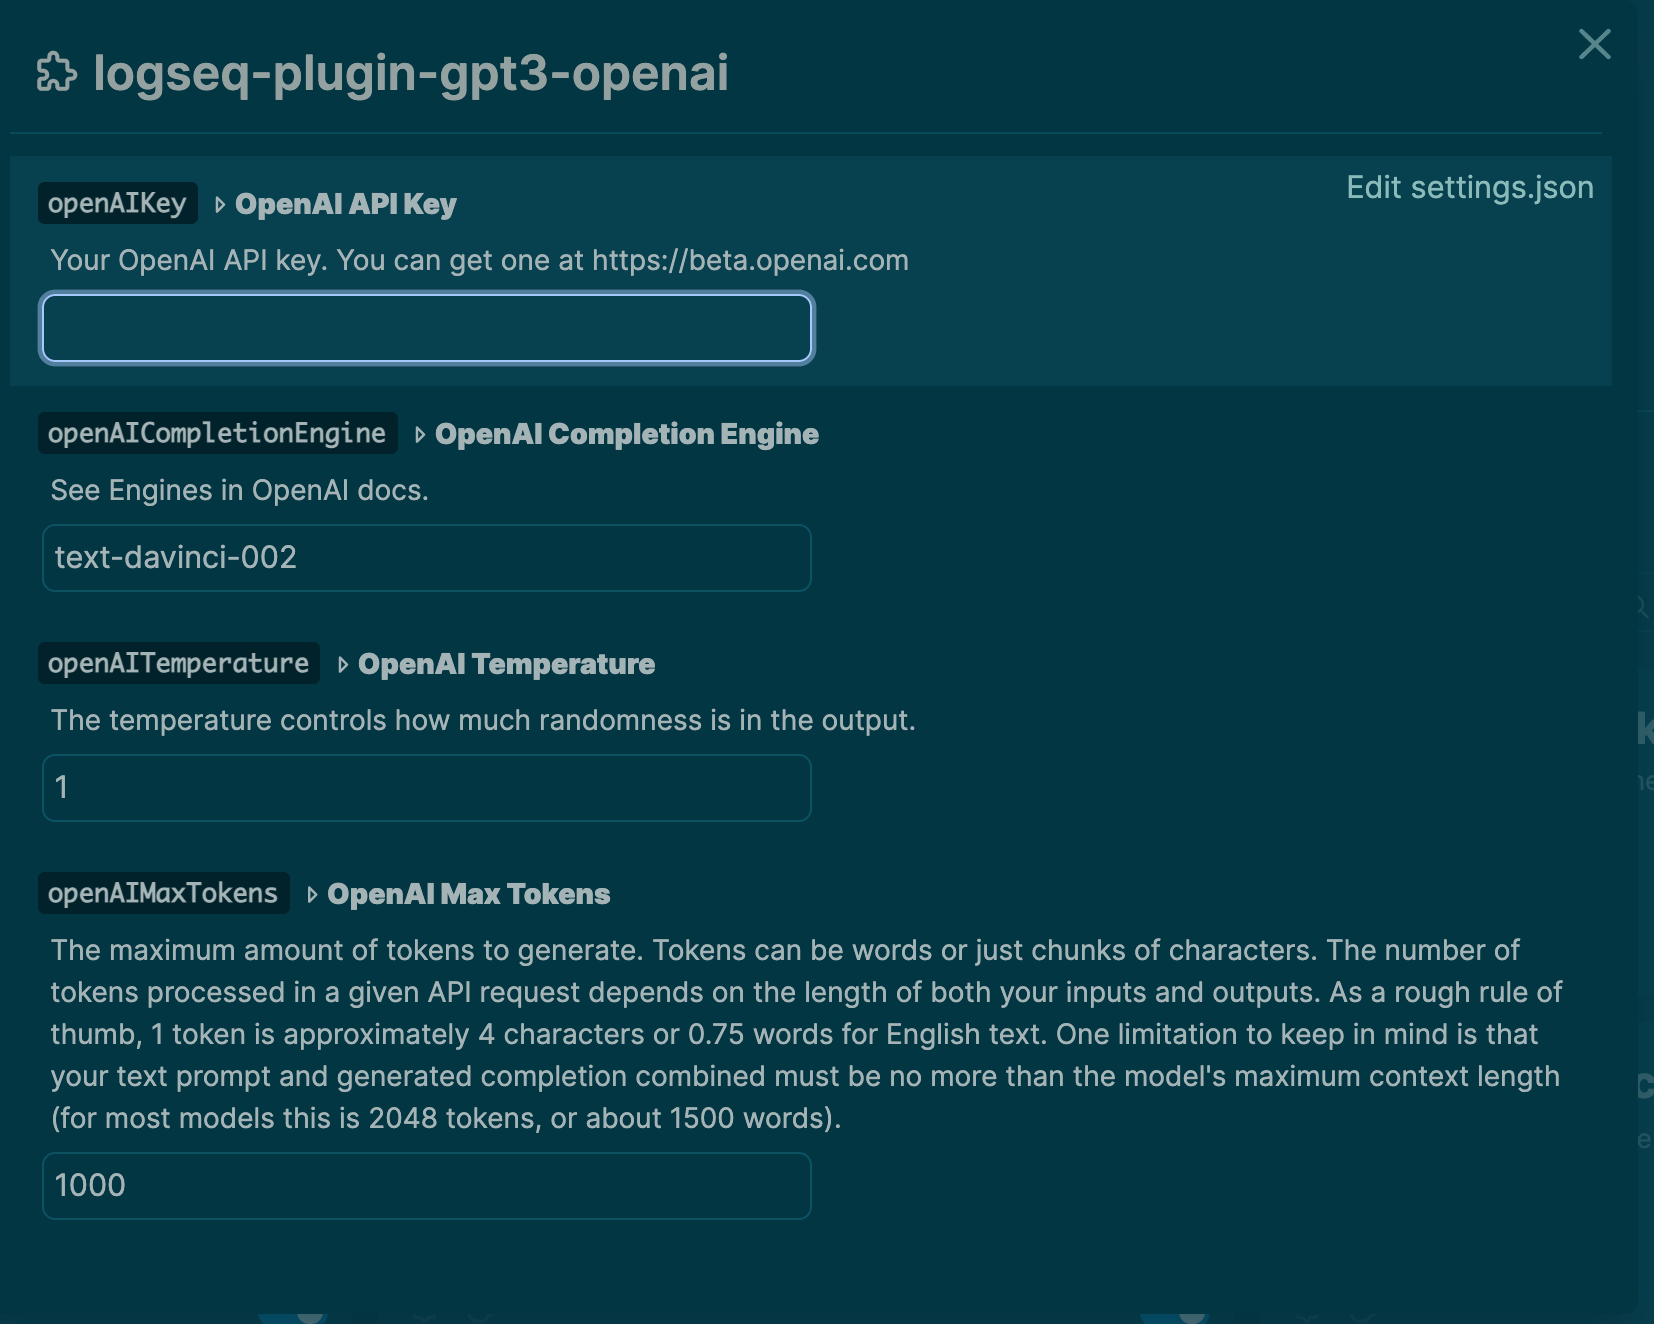 logseq-plugin-gpt3-openai
Edit settings.json
openAIKey ▹ OpenAI API Key
Your OpenAI API key. You can get one at https://beta.openai.com
openAICompletionEngine ▹ OpenAI Completion Engine
See Engines in OpenAI docs.
text-davinci-002
openAITemperature ▹ OpenAI Temperature
The temperature controls how much randomness is in the output.
1
openAIMaxTokens ▹ OpenAI Max Tokens
The maximum amount of tokens to generate. Tokens can be words or just chunks of characters. The number of
tokens processed in a given API request depends on the length of both your inputs and outputs. As a rough rule of
thumb, 1 token is approximately 4 characters or 0.75 words for English text. One limitation to keep in mind is that
your text prompt and generated completion combined must be no more than the model's maximum context length
(for most models this is 2048 tokens, or about 1500 words).
1000